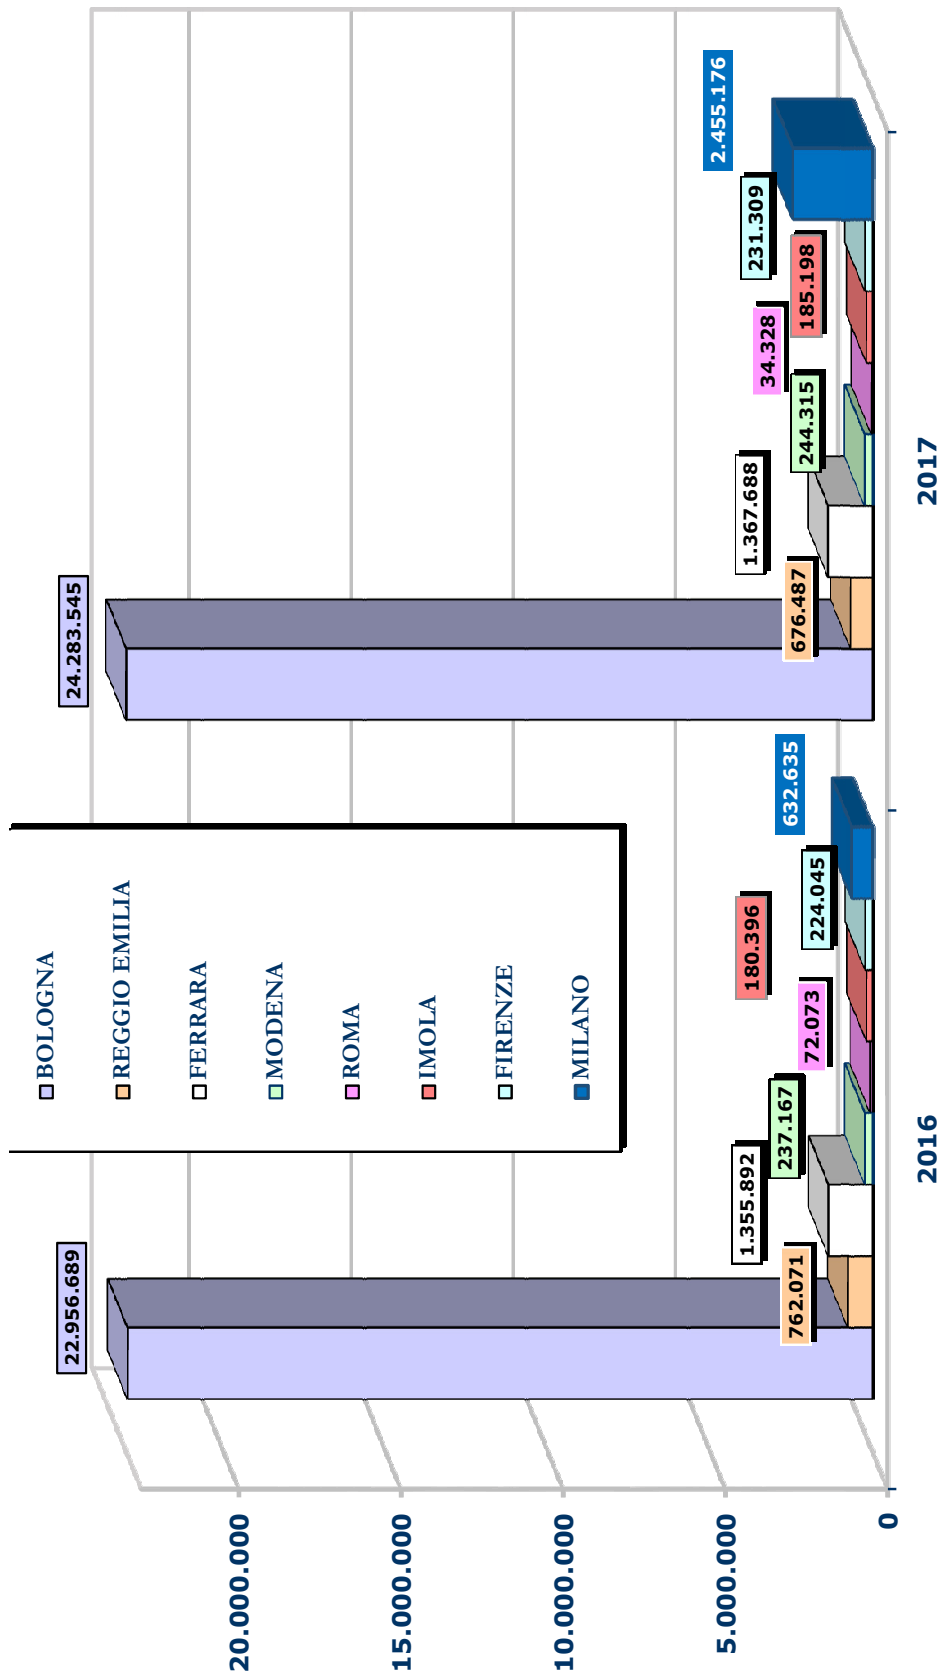 22.956.689
24.283.545
BOLOGNA
REGGIO EMILIA
FERRARA
MODENA
ROMA
IMOLA
FIRENZE
MILANO
20.000.000
15.000.000
10.000.000
5.000.000
0
762.071
1.355.892
237.167
72.073
180.396
224.045
632.635
676.487
1.367.688
244.315
34.328
185.198
231.309
2.455.176
2016
2017